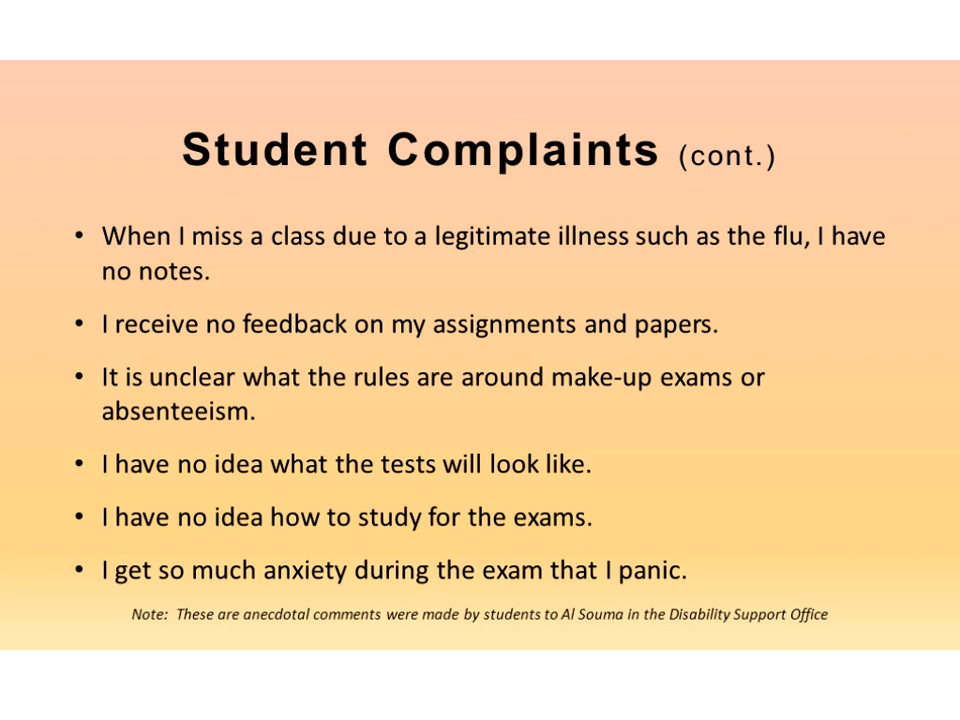 Student Complaints (cont.)
• When I miss a class due to a legitimate illness such as the flu, I have
no notes.
• I receive no feedback on my assignments and papers.
• It is unclear what the rules are around make-up exams or
absenteeism.
• I have no idea what the tests will look like.
• I have no idea how to study for the exams.
• I get so much anxiety during the exam that I panic.
Note:  These are anecdotal comments were made by students to Al Souma in the Disability Support Office